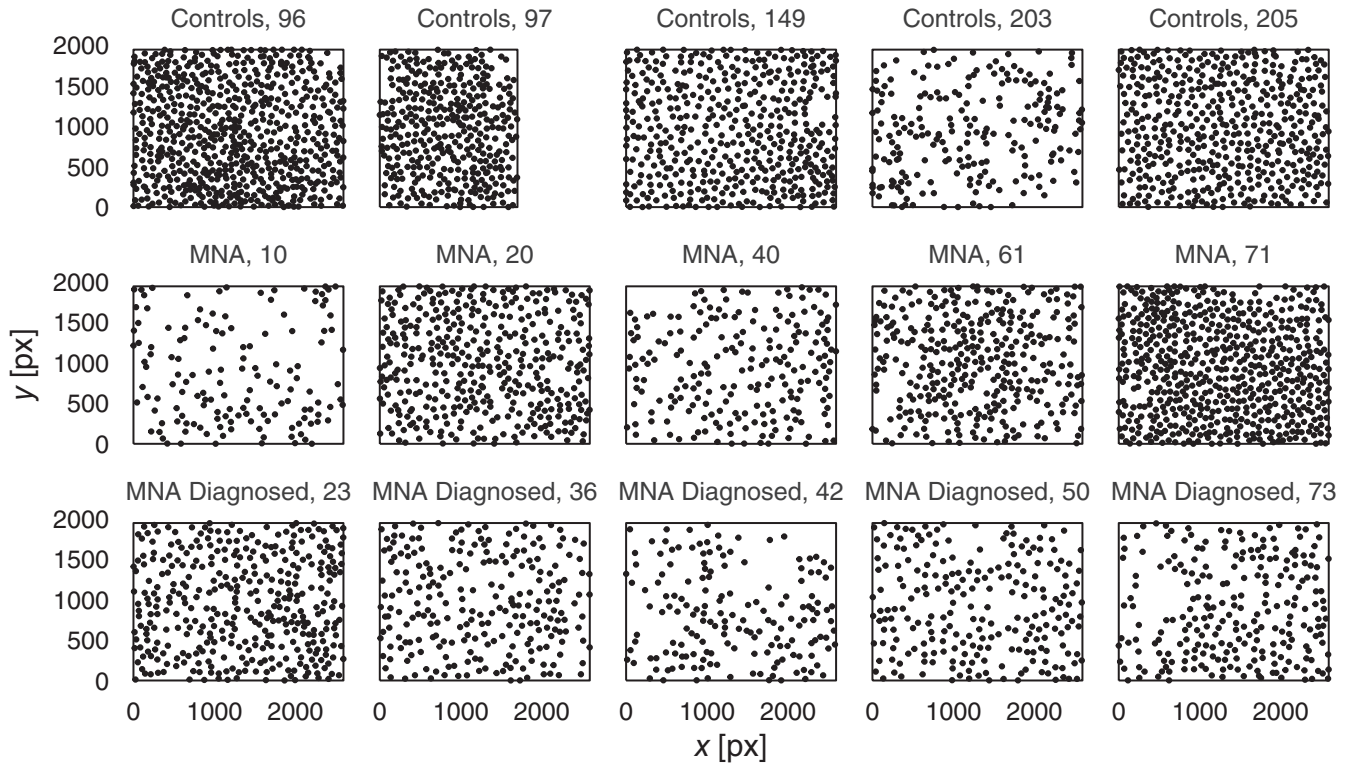 Controls, 96 Controls, 97 Controls, 149 Controls, 203 Controls, 205
2000
1500
1000
500
0
MNA, 10 MNA, 20 MNA, 40 MNA, 61 MNA, 71
2000
1500
1000
500
0
y [px]
MNA Diagnosed, 23 MNA Diagnosed, 36 MNA Diagnosed, 42 MNA Diagnosed, 50 MNA Diagnosed, 73
2000
1500
1000
500
0
0 1000 2000 0 1000 2000 0 1000 2000 0 1000 2000 0 1000 2000
x [px]